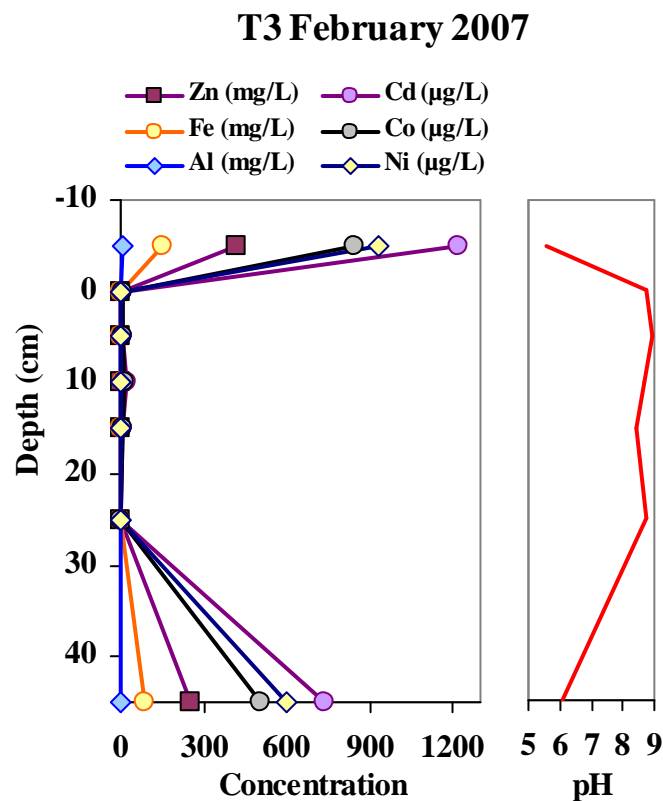 T3 February 2007
Zn (mg/L) Cd (µg/L)
Fe (mg/L) Co (µg/L)
Al (mg/L) Ni (µg/L)
-10
0
10
20
30
40
Depth (cm)
0 300 600 900 1200
5 6 7 8 9
Concentration
pH